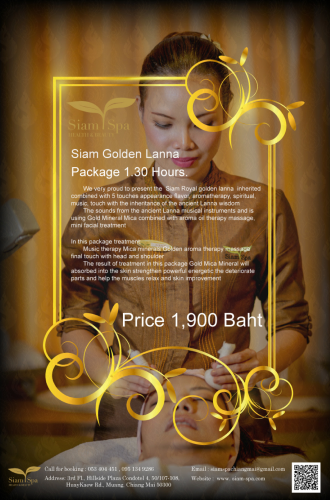 Siam Spa
Siam Golden Lanna
Package 1.30 Hours.
We very proud to present the Siam Royal golden lanna inherited
combined with 5 touches appearance flavor, aromatherapy, spiritual
music, touch with the inheritance of the ancient Lanna wisdom
The sounds from the ancient Lanna musical instruments and is
using Gold Mineral Mica combined with aroma oil therapy massage,
mini facial treatment
In this package treatment
Music therapy Mica minerals Golden aroma therapy massage
final touch with head and shoulder
The result of treatment in this package Gold Mica Mineral will
absorbed into the skin strengthen powerful energetic the deteriorate
parts and help the muscles relax and skin improvement
Price 1,900 Baht
Siam Spa
Call for booking : 053 404 451 , 095 134 9286
Address: 3rd Fl., Hillside Plaza Condotel 4, 50/107-108.
HuayKaew Rd., Muang, Chiang Mai 50300
Email : siamspachiangmai@gmail.com
Website : www. siam-spa.com